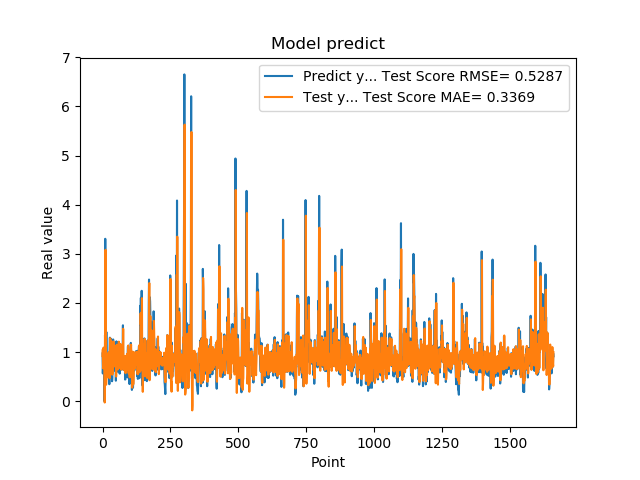 Model predict
Predict y... Test Score RMSE= 0.5287
Test y... Test Score MAE= 0.3369
Real value
7
6
5
4
3
2
1
0
0 250 500 750 1000 1250 1500
Point